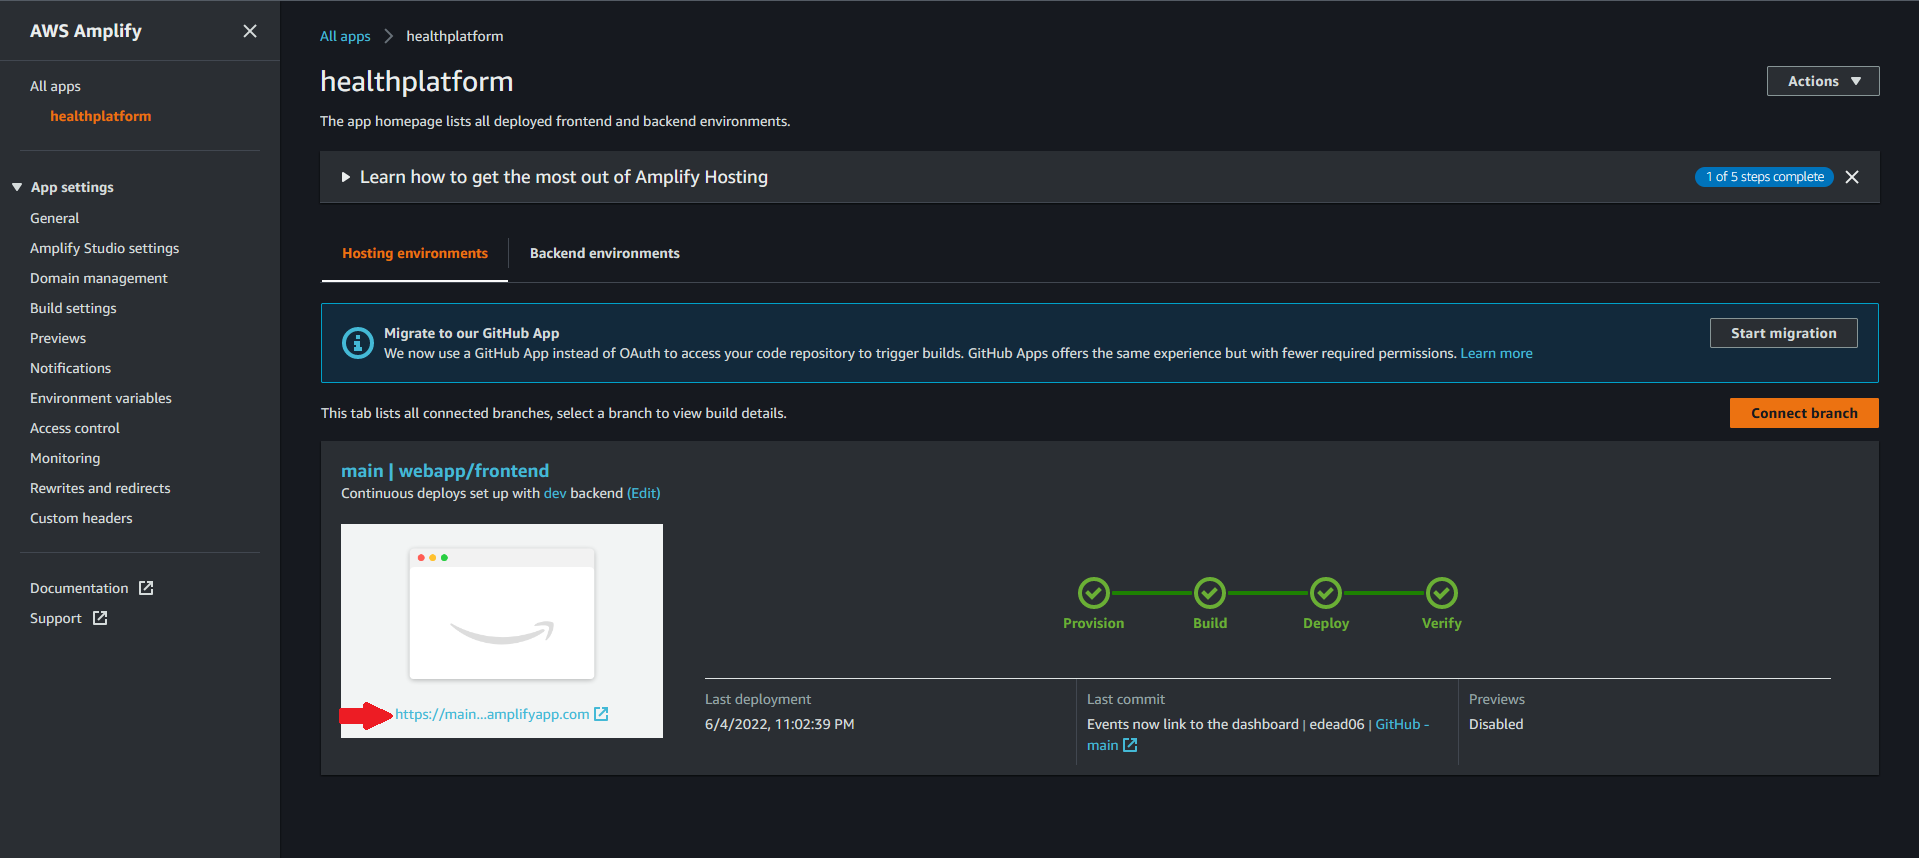 AWS Amplify
All apps
healthplatform
App settings
General
Amplify Studio settings
Domain management
Build settings
Previews
Notifications
Environment variables
Access control
Monitoring
Rewrites and redirects
Custom headers
Documentation
Support
All apps healthplatform
healthplatform
Actions
The app homepage lists all deployed frontend and backend environments.
Learn how to get the most out of Amplify Hosting
1 of 5 steps complete
Hosting environments
Backend environments
Migrate to our GitHub App
We now use a GitHub App instead of OAuth to access your code repository to trigger builds. GitHub Apps offers the same experience but with fewer required permissions. Learn more
Start migration
This tab lists all connected branches, select a branch to view build details.
Connect branch
main | webapp/frontend
Continuous deploys set up with dev backend (Edit)
https://main...amplifyapp.com
Provision
Build
Deploy
Verify
Last deployment
6/4/2022, 11:02:39 PM
Last commit
Events now link to the dashboard | edead06 | GitHub -
main
Previews
Disabled